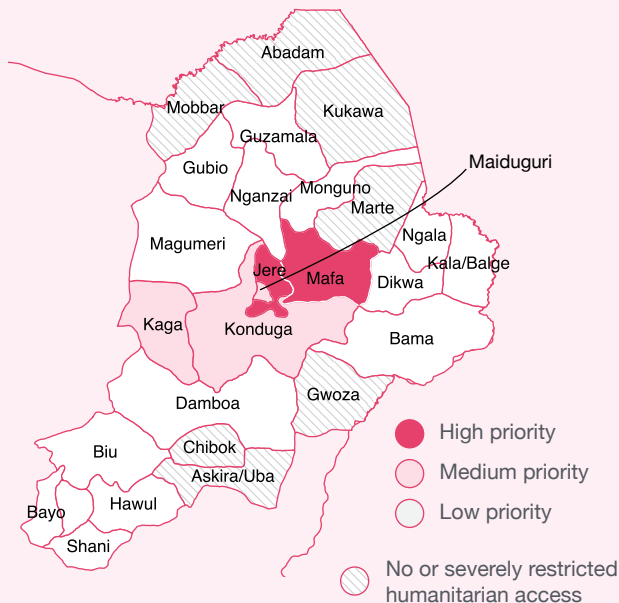 Abadam
Mobbar
Kukawa
Guzamala
Maiduguri
Gubio
Monguno
Nganzai
Marte
Magumeri
Ngala
Kala/Balge
Jere
Mafa
Dikwa
Kaga
Konduga
Bama
Gwoza
Damboa
High priority
Chibok
Biu
Medium priority
Askira/Uba
Hawul
Bayo
Low priority
Shani
No or severely restricted
humanitarian access